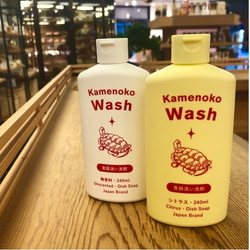 Kamenoko
Wash
食器洗い洗剤
無香料・240ml
Unscented・Dish Soap
Japan Brand
Kamenoko
Wash
食器洗い洗剤
シトラス・240ml
Citrus・Dish Soap
Japan Brand